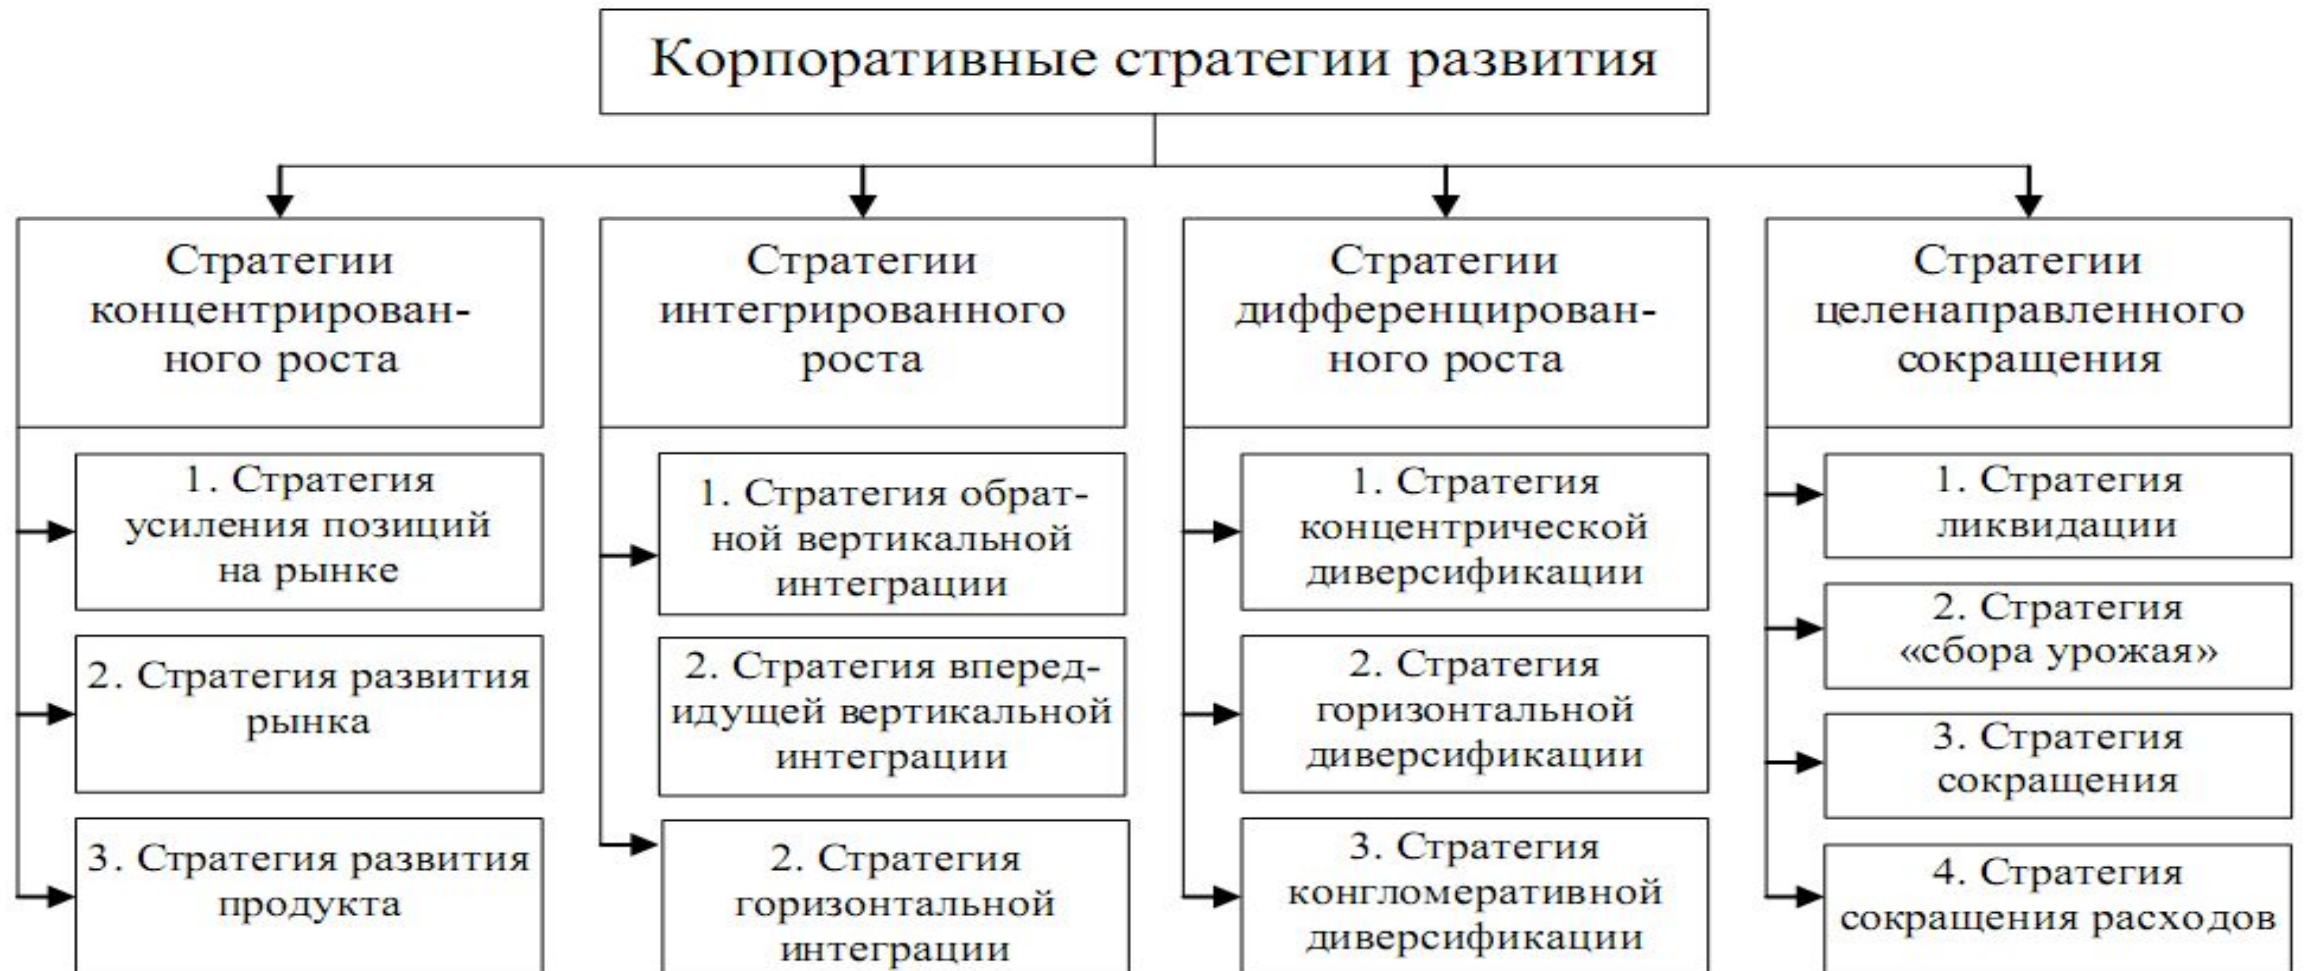 Корпоративные стратегии развития
Стратегии
концентрирован-
ного роста
1. Стратегия
усиления позиций
на рынке
2. Стратегия развития
рынка
3. Стратегия развития
продукта
Стратегии
интегрированного
роста
1. Стратегия обрат-
ной вертикальной
интеграции
2. Стратегия вперед-
идущей вертикальной
интеграции
2. Стратегия
горизонтальной
интеграции
Стратегии
дифференцирован-
ного роста
1. Стратегия
концентрической
диверсификации
2. Стратегия
горизонтальной
диверсификации
3. Стратегия
конгломеративной
диверсификации
Стратегии
целенаправленного
сокращения
1. Стратегия
ликвидации
2. Стратегия
«сбора урожая»
3. Стратегия
сокращения
4. Стратегия
сокращения расходов